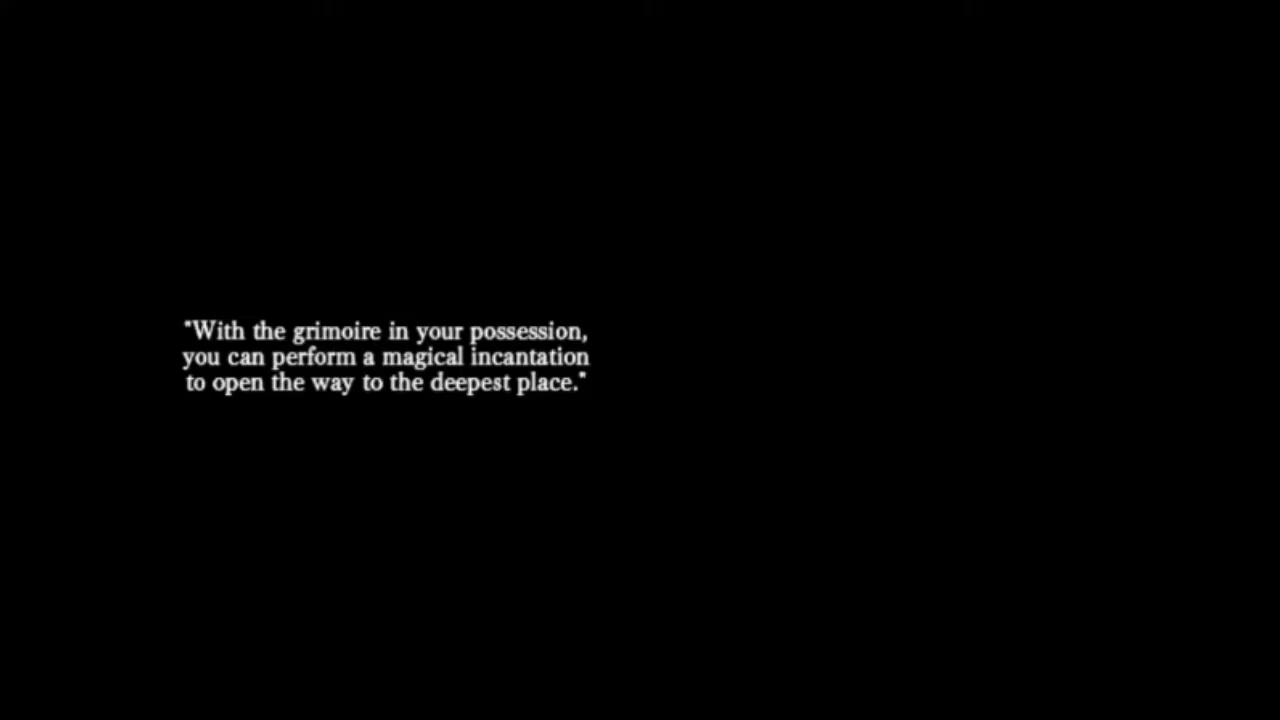 "With the grimoire in your possession,
you can perform a magical incantation
to open the way to the deepest place."